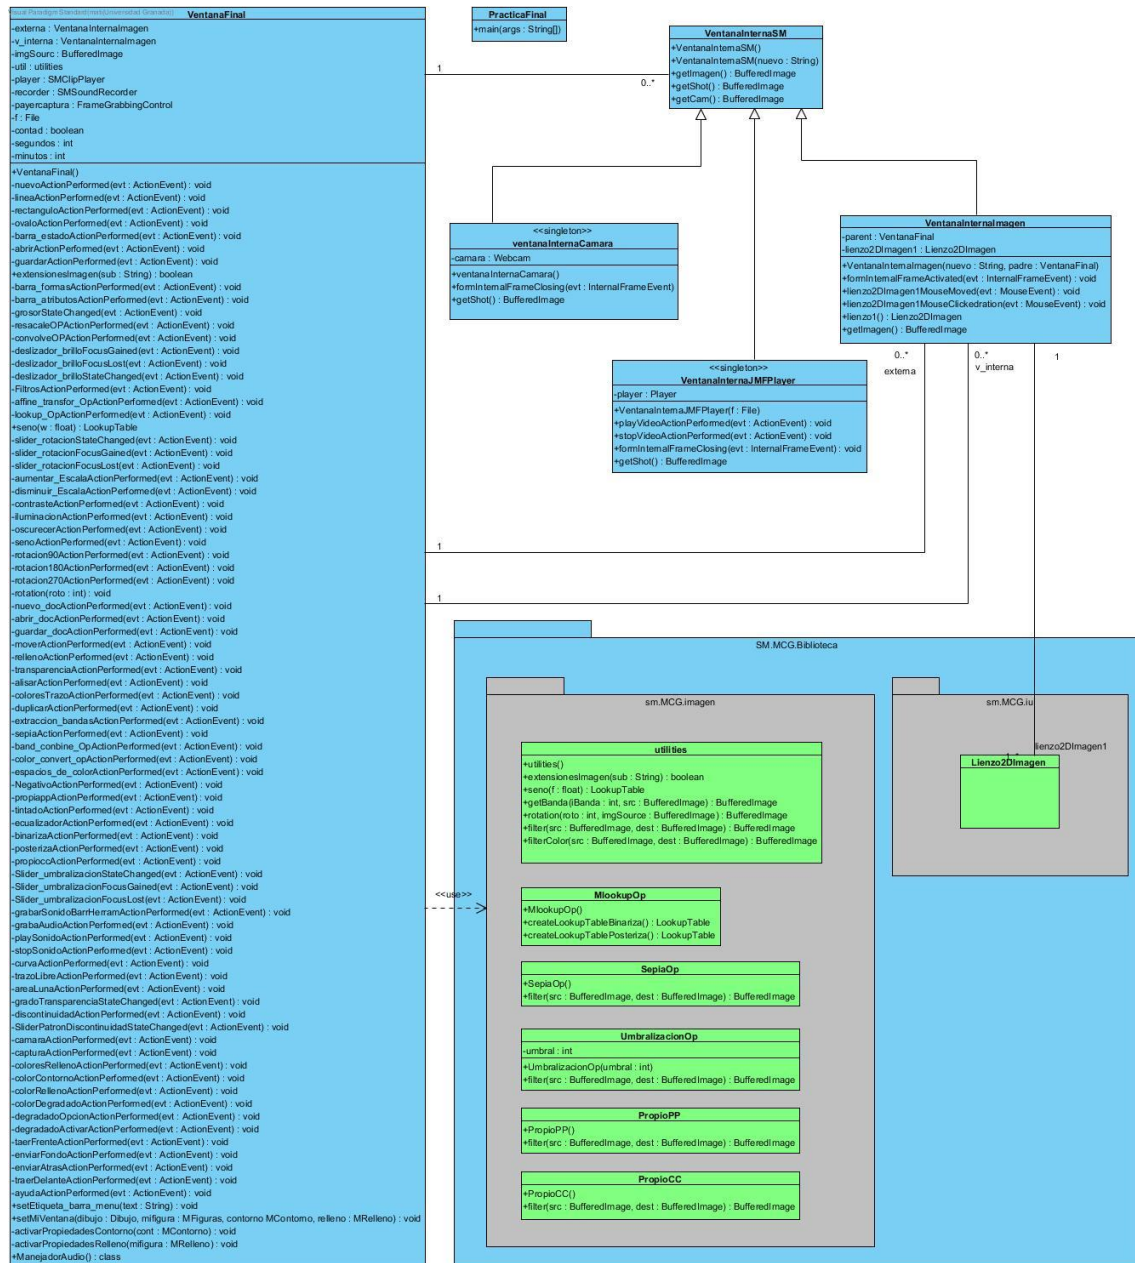 Visual Paradigm Standard(mati(Universidad Granada))
VentanaFinal
-externa : VentanaInternaImagen
-v_interna : VentanaInternaImagen
-imgSourc : BufferedImage
-util : utilities
-player : SMClipPlayer
-recorder : SMSoundRecorder
-payercaptura : FrameGrabbingControl
-f : File
-contad : boolean
-segundos : int
-minutos : int
+VentanaFinal()
-nuevoActionPerformed(evt : ActionEvent) : void
-lineaActionPerformed(evt : ActionEvent) : void
-rectanguloActionPerformed(evt : ActionEvent) : void
-ovaloActionPerformed(evt : ActionEvent) : void
-barra_estadoActionPerformed(evt : ActionEvent) : void
-abrirActionPerformed(evt : ActionEvent) : void
-guardarActionPerformed(evt : ActionEvent) : void
+extensionesImagen(sub : String) : boolean
-barra_formasActionPerformed(evt : ActionEvent) : void
-barra_atributosActionPerformed(evt : ActionEvent) : void
-grosorStateChanged(evt : ActionEvent) : void
-resacaleOPActionPerformed(evt : ActionEvent) : void
-convolveOPActionPerformed(evt : ActionEvent) : void
-deslizador_brilloFocusGained(evt : ActionEvent) : void
-deslizador_brilloFocusLost(evt : ActionEvent) : void
-deslizador_brilloStateChanged(evt : ActionEvent) : void
-FiltrosActionPerformed(evt : ActionEvent) : void
-affine_transfor_OpActionPerformed(evt : ActionEvent) : void
-lookup_OpActionPerformed(evt : ActionEvent) : void
+seno(w : float) : LookupTable
-slider_rotacionStateChanged(evt : ActionEvent) : void
-slider_rotacionFocusGained(evt : ActionEvent) : void
-slider_rotacionFocusLost(evt : ActionEvent) : void
-aumentar_EscalaActionPerformed(evt : ActionEvent) : void
-disminuir_EscalaActionPerformed(evt : ActionEvent) : void
-contrasteActionPerformed(evt : ActionEvent) : void
-iluminacionActionPerformed(evt : ActionEvent) : void
-oscurecerActionPerformed(evt : ActionEvent) : void
-senoActionPerformed(evt : ActionEvent) : void
-rotacion90ActionPerformed(evt : ActionEvent) : void
-rotacion180ActionPerformed(evt : ActionEvent) : void
-rotacion270ActionPerformed(evt : ActionEvent) : void
-rotation(roto : int) : void
-nuevo_docActionPerformed(evt : ActionEvent) : void
-abrir_docActionPerformed(evt : ActionEvent) : void
-guardar_docActionPerformed(evt : ActionEvent) : void
-moverActionPerformed(evt : ActionEvent) : void
-rellenoActionPerformed(evt : ActionEvent) : void
-transparenciaActionPerformed(evt : ActionEvent) : void
-alisarActionPerformed(evt : ActionEvent) : void
-coloresTrazoActionPerformed(evt : ActionEvent) : void
-duplicarActionPerformed(evt : ActionEvent) : void
-extraccion_bandasActionPerformed(evt : ActionEvent) : void
-sepiaActionPerformed(evt : ActionEvent) : void
-band_conbine_OpActionPerformed(evt : ActionEvent) : void
-color_convert_opActionPerformed(evt : ActionEvent) : void
-espacios_de_colorActionPerformed(evt : ActionEvent) : void
-NegativoActionPerformed(evt : ActionEvent) : void
-propiappActionPerformed(evt : ActionEvent) : void
-tintadoActionPerformed(evt : ActionEvent) : void
-ecualizadorActionPerformed(evt : ActionEvent) : void
-binarizaActionPerformed(evt : ActionEvent) : void
-posterizaActionPerformed(evt : ActionEvent) : void
-propioccActionPerformed(evt : ActionEvent) : void
-Slider_umbralizacionStateChanged(evt : ActionEvent) : void
-Slider_umbralizacionFocusGained(evt : ActionEvent) : void
-Slider_umbralizacionFocusLost(evt : ActionEvent) : void
-grabarSonidoBarrHerramActionPerformed(evt : ActionEvent) : void
-grabaAudioActionPerformed(evt : ActionEvent) : void
-playSonidoActionPerformed(evt : ActionEvent) : void
-stopSonidoActionPerformed(evt : ActionEvent) : void
-curvaActionPerformed(evt : ActionEvent) : void
-trazoLibreActionPerformed(evt : ActionEvent) : void
-areaLunaActionPerformed(evt : ActionEvent) : void
-gradoTransparenciaStateChanged(evt : ActionEvent) : void
-discontinuidadActionPerformed(evt : ActionEvent) : void
-SliderPatronDiscontinuidadStateChanged(evt : ActionEvent) : void
-camaraActionPerformed(evt : ActionEvent) : void
-capturaActionPerformed(evt : ActionEvent) : void
-coloresRellenoActionPerformed(evt : ActionEvent) : void
-colorContornoActionPerformed(evt : ActionEvent) : void
-colorRellenoActionPerformed(evt : ActionEvent) : void
-colorDegradadoActionPerformed(evt : ActionEvent) : void
-degradadoOpcionActionPerformed(evt : ActionEvent) : void
-degradadoActivarActionPerformed(evt : ActionEvent) : void
-taerFrenteActionPerformed(evt : ActionEvent) : void
-enviarFondoActionPerformed(evt : ActionEvent) : void
-enviarAtrasActionPerformed(evt : ActionEvent) : void
-traerDelanteActionPerformed(evt : ActionEvent) : void
-ayudaActionPerformed(evt : ActionEvent) : void
+setEtiqueta_barra_menu(text : String) : void
+setMiVentana(dibujo : Dibujo, mifigura : MFiguras, contorno MContorno, relleno : MRelleno) : void
-activarPropiedadesContorno(cont : MContorno) : void
-activarPropiedadesRelleno(mifigura : MRelleno) : void
+ManejadorAudio() : class
PracticaFinal
+main(args : String[])
VentanaInternaSM
+VentanaInternaSM()
+VentanaInternaSM(nuevo : String)
+getImagen() : BufferedImage
+getShot() : BufferedImage
+getCam() : BufferedImage
1
0..*
<<singleton>>
ventanaInternaCamara
-camara : Webcam
+ventanaInternaCamara()
+formInternalFrameClosing(evt : InternalFrameEvent)
+getShot() : BufferedImage
VentanaInternaImagen
-parent : VentanaFinal
-lienzo2DImagen1 : Lienzo2DImagen
+VentanaInternaImagen(nuevo : String, padre : VentanaFinal)
+formInternalFrameActivated(evt : InternalFrameEvent) : void
+lienzo2DImagen1MouseMoved(evt : MouseEvent) : void
+lienzo2DImagen1MouseClickedration(evt : MouseEvent) : void
+lienzo1() : Lienzo2DImagen
+getImagen() : BufferedImage
0..*
externa
0..*
v_interna
1
<<singleton>>
VentanaInternaJMFPlayer
-player : Player
+VentanaInternaJMFPlayer(f : File)
+playVideoActionPerformed(evt : ActionEvent) : void
+stopVideoActionPerformed(evt : ActionEvent) : void
+formInternalFrameClosing(evt : InternalFrameEvent) : void
+getShot() : BufferedImage
1
1
SM.MCG.Biblioteca
sm.MCG.imagen
utilities
+utilities()
+extensionesImagen(sub : String) : boolean
+seno(f : float) : LookupTable
+getBanda(iBanda : int, src : BufferedImage) : BufferedImage
+rotation(roto : int, imgSource : BufferedImage) : BufferedImage
+filter(src : BufferedImage, dest : BufferedImage) : BufferedImage
+filterColor(src : BufferedImage, dest : BufferedImage) : BufferedImage
<<use>>
MlookupOp
+MlookupOp()
+createLookupTableBinariza() : LookupTable
+createLookupTablePosteriza() : LookupTable
SepiaOp
+SepiaOp()
+filter(src : BufferedImage, dest : BufferedImage) : BufferedImage
UmbralizacionOp
-umbral : int
+UmbralizacionOp(umbral : int)
+filter(src : BufferedImage, dest : BufferedImage) : BufferedImage
PropioPP
+PropioPP()
+filter(src : BufferedImage, dest : BufferedImage) : BufferedImage
PropioCC
+PropioCC()
+filter(src : BufferedImage, dest : BufferedImage) : BufferedImage
sm.MCG.iu
lienzo2DImagen1
1..*
Lienzo2DImagen